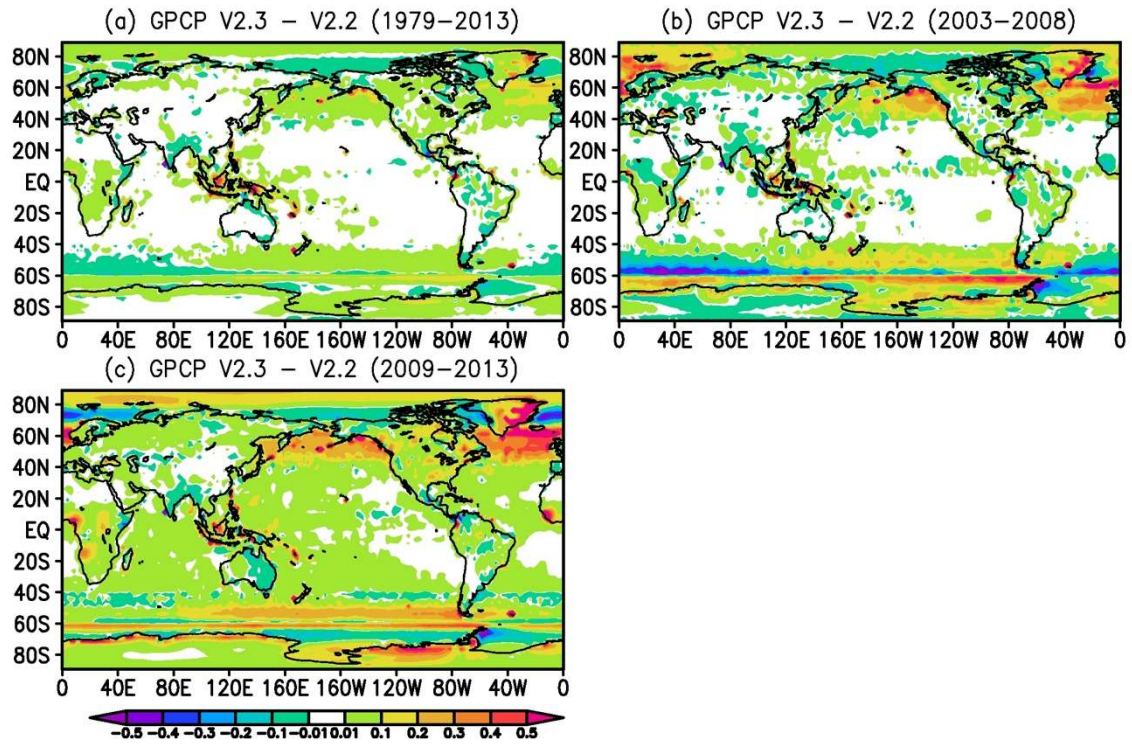 (a) GPCP V2.3 – V2.2 (1979–2013)
80N
60N
40N
20N
EQ
20S
40S
60S
80S
0 40E 80E 120E 160E 160W 120W 80W 40W 0
(b) GPCP V2.3 – V2.2 (2003–2008)
80N
60N
40N
20N
EQ
20S
40S
60S
80S
0 40E 80E 120E 160E 160W 120W 80W 40W 0
(c) GPCP V2.3 – V2.2 (2009–2013)
80N
60N
40N
20N
EQ
20S
40S
60S
80S
0 40E 80E 120E 160E 160W 120W 80W 40W 0
-0.5 -0.4 -0.3 -0.2 -0.1 -0.01 0.01 0.1 0.2 0.3 0.4 0.5